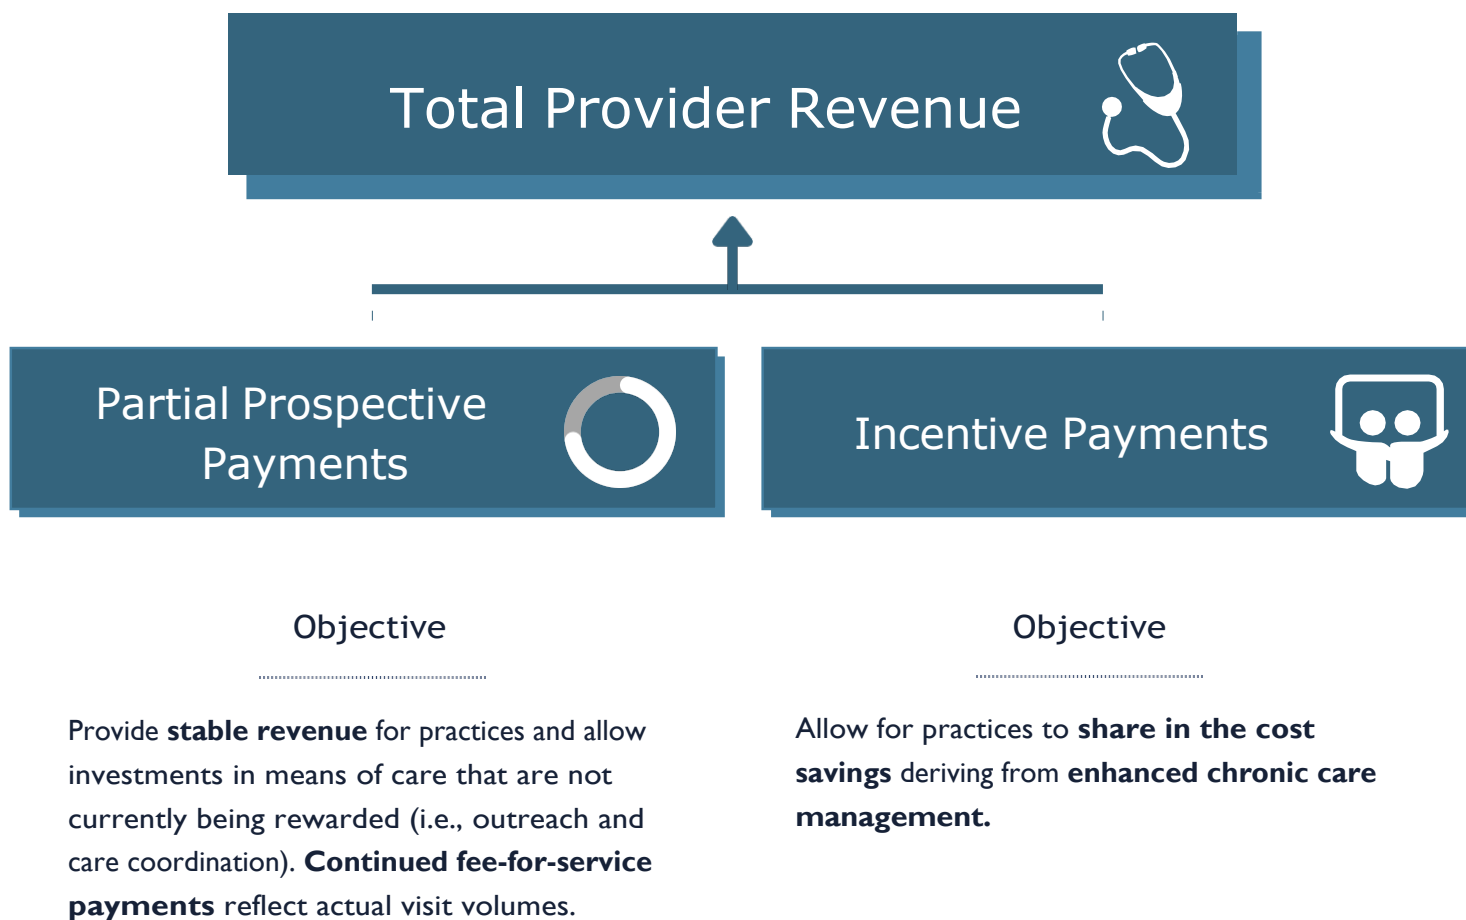 Total Provider Revenue
Partial Prospective
Payments
Incentive Payments
Objective
Provide stable revenue for practices and allow
investments in means of care that are not
currently being rewarded (i.e., outreach and
care coordination). Continued fee-for-service
payments reflect actual visit volumes.
Objective
Allow for practices to share in the cost
savings deriving from enhanced chronic care
management.